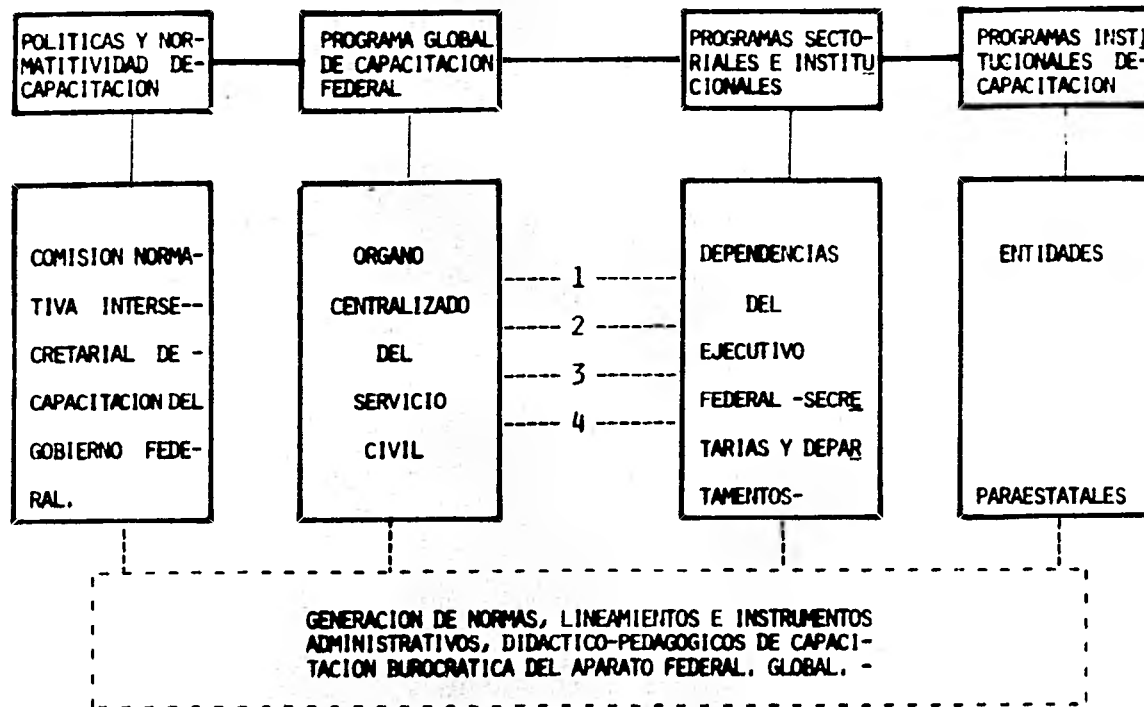 POLITICAS Y NOR-
MATITIVIDAD DE-
CAPACITACION
PROGRAMA GLOBAL
DE CAPACITACION
FEDERAL
PROGRAMAS SECTO-
RIALES E INSTITU
CIONALES
PROGRAMAS INSTI
TUCIONALES DE-
CAPACITACION
COMISION NORMA-
TIVA INTERSE--
CRETARIAL DE -
CAPACITACION DEL
GOBIERNO FEDE-
RAL.
ORGANO
CENTRALIZADO
DEL
SERVICIO
CIVIL
1
2
3
4
DEPENDENCIAS
DEL
EJECUTIVO
FEDERAL -SECRE
TARIAS Y DEPAR
TAMENTOS-
ENTIDADES
PARAESTATALES
GENERACION DE NORMAS, LINEAMIENTOS E INSTRUMENTOS
ADMINISTRATIVOS, DIDACTICO-PEDAGOGICOS DE CAPACI-
TACION BUROCRATICA DEL APARATO FEDERAL. GLOBAL. -